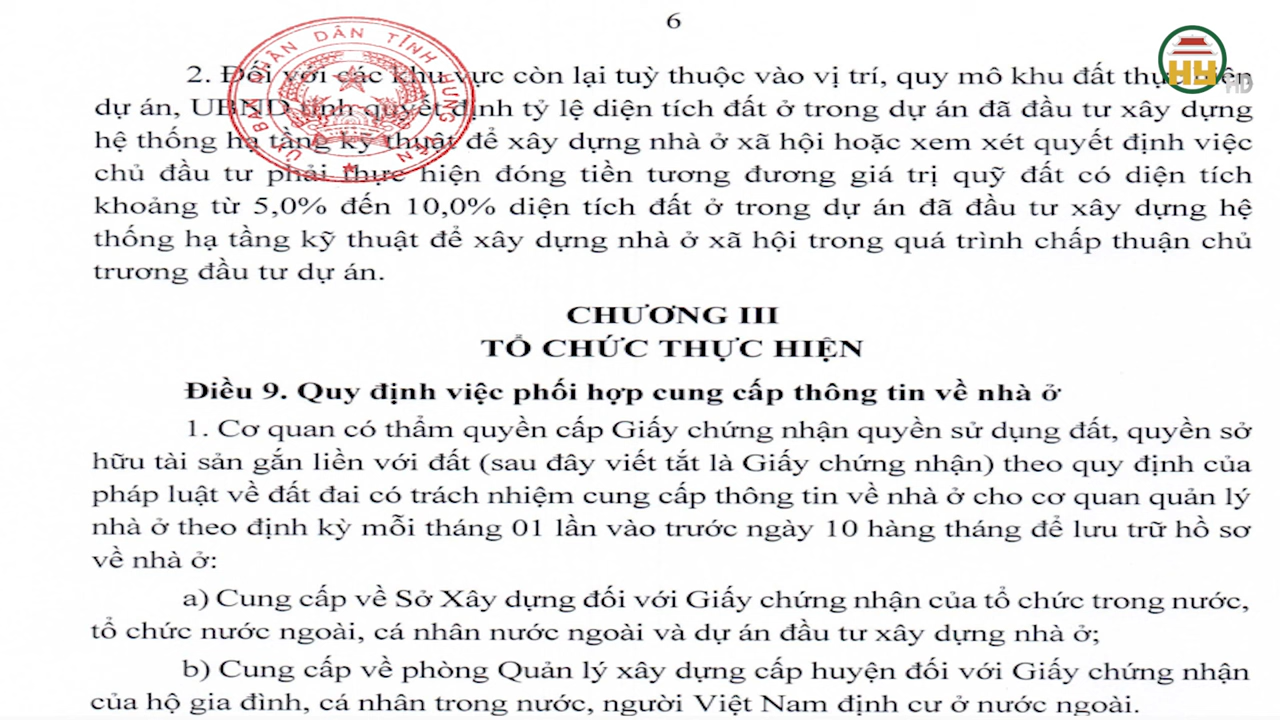 6
ỦY BAN NHÂN DÂN TỈNH HƯNG YÊN
HY
HD
2. Đối với các khu vực còn lại tuỳ thuộc vào vị trí, quy mô khu đất thực hiện
dự án, UBND tỉnh quyết định tỷ lệ diện tích đất ở trong dự án đã đầu tư xây dựng
hệ thống hạ tầng kỹ thuật để xây dựng nhà ở xã hội hoặc xem xét quyết định việc
chủ đầu tư phải thực hiện đóng tiền tương đương giá trị quỹ đất có diện tích
khoảng từ 5,0% đến 10,0% diện tích đất ở trong dự án đã đầu tư xây dựng hệ
thống hạ tầng kỹ thuật để xây dựng nhà ở xã hội trong quá trình chấp thuận chủ
trương đầu tư dự án.
CHƯƠNG III
TỔ CHỨC THỰC HIỆN
Điều 9. Quy định việc phối hợp cung cấp thông tin về nhà ở
1. Cơ quan có thẩm quyền cấp Giấy chứng nhận quyền sử dụng đất, quyền sở
hữu tài sản gắn liền với đất (sau đây viết tắt là Giấy chứng nhận) theo quy định của
pháp luật về đất đai có trách nhiệm cung cấp thông tin về nhà ở cho cơ quan quản lý
nhà ở theo định kỳ mỗi tháng 01 lần vào trước ngày 10 hàng tháng để lưu trữ hồ sơ
về nhà ở:
a) Cung cấp về Sở Xây dựng đối với Giấy chứng nhận của tổ chức trong nước,
tổ chức nước ngoài, cá nhân nước ngoài và dự án đầu tư xây dựng nhà ở;
b) Cung cấp về phòng Quản lý xây dựng cấp huyện đối với Giấy chứng nhận
của hộ gia đình, cá nhân trong nước, người Việt Nam định cư ở nước ngoài.